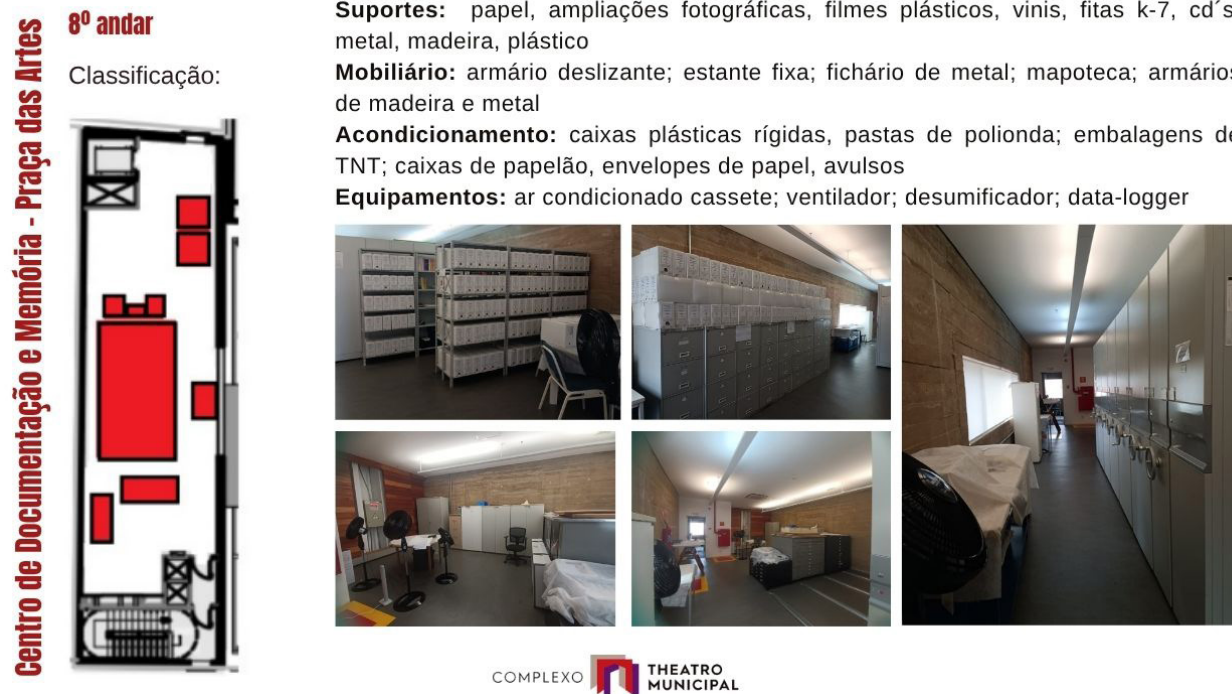 Centro de Documentação e Memória - Praça das Artes
8º andar
Classificação:
Suportes: papel, ampliações fotográficas, filmes plásticos, vinis, fitas k-7, cd´s,
metal, madeira, plástico
Mobiliário: armário deslizante; estante fixa; fichário de metal; mapoteca; armários
de madeira e metal
Acondicionamento: caixas plásticas rígidas, pastas de polionda; embalagens de
TNT; caixas de papelão, envelopes de papel, avulsos
Equipamentos: ar condicionado cassete; ventilador; desumificador; data-logger
COMPLEXO THEATRO
MUNICIPAL